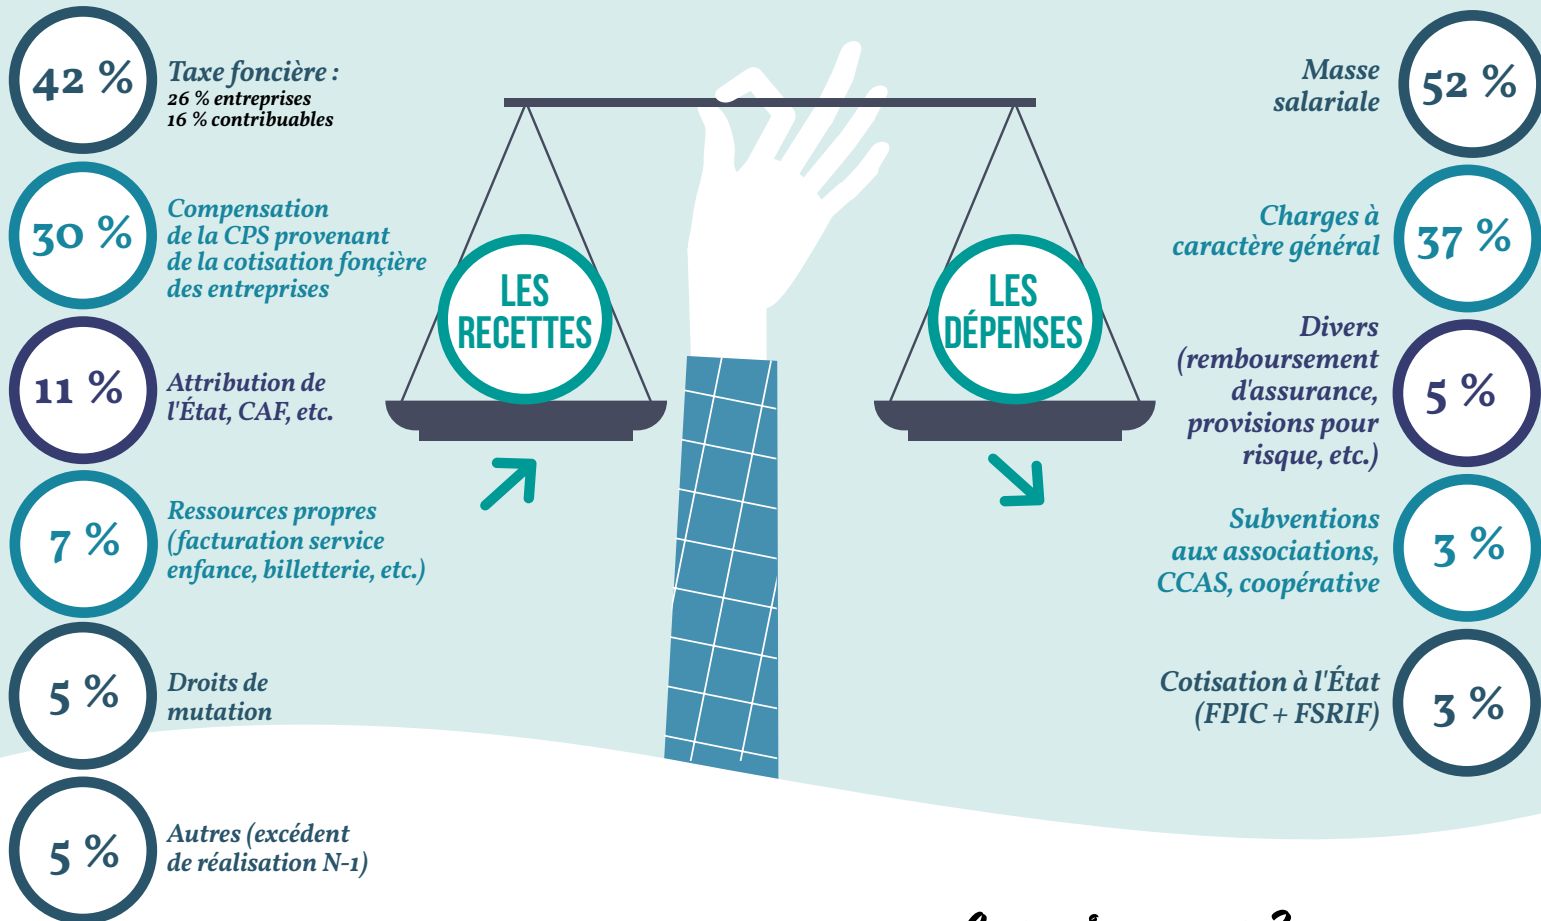 42 %
Taxe foncière :
26 % entreprises
16 % contribuables
30 %
Compensation
de la CPS provenant
de la cotisation fonçière
des entreprises
11 %
Attribution de
l'État, CAF, etc.
7 %
Ressources propres
(facturation service
enfance, billetterie, etc.)
5 %
Droits de
mutation
5 %
Autres (excédent
de réalisation N-1)
LES
RECETTES
LES
DÉPENSES
Masse
salariale
52 %
Charges à
caractère général
37 %
Divers
(remboursement
d'assurance,
provisions pour
risque, etc.)
5 %
Subventions
aux associations,
CCAS, coopérative
3 %
Cotisation à l'État
(FPIC + FSRIF)
3 %